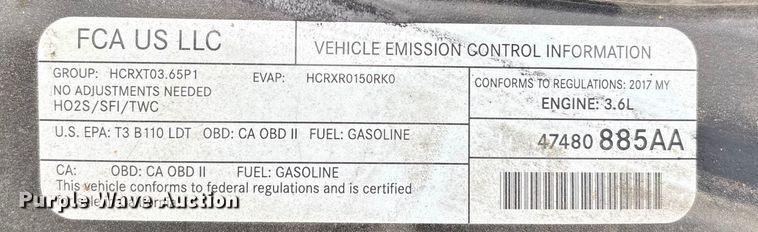 FCA US LLC
VEHICLE EMISSION CONTROL INFORMATION
GROUP: HCRXT03.65P1 EVAP: HCRXR0150RK0
NO ADJUSTMENTS NEEDED
HO2S/SFI/TWC
CONFORMS TO REGULATIONS: 2017 MY
ENGINE: 3.6L
U.S. EPA: T3 B110 LDT OBD: CA OBD II FUEL: GASOLINE
47480 885AA
CA: OBD: CA OBD II FUEL: GASOLINE
This vehicle conforms to federal regulations and is certified
Purple Wave Auction